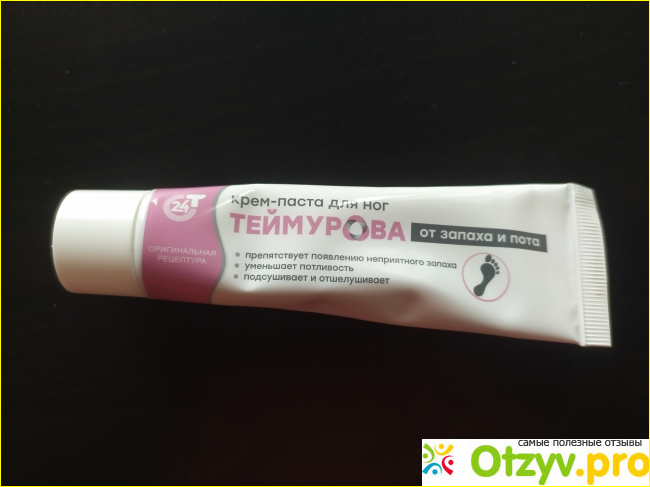 24 Т
ОРИГИНАЛЬНАЯ
РЕЦЕПТУРА
Крем-паста для ног
ТЕЙМУРОВА
от запаха и пота
• препятствует появлению неприятного запаха
• уменьшает потливость
• подсушивает и отшелушивает
самые полезные отзывы
Otzyv.pro